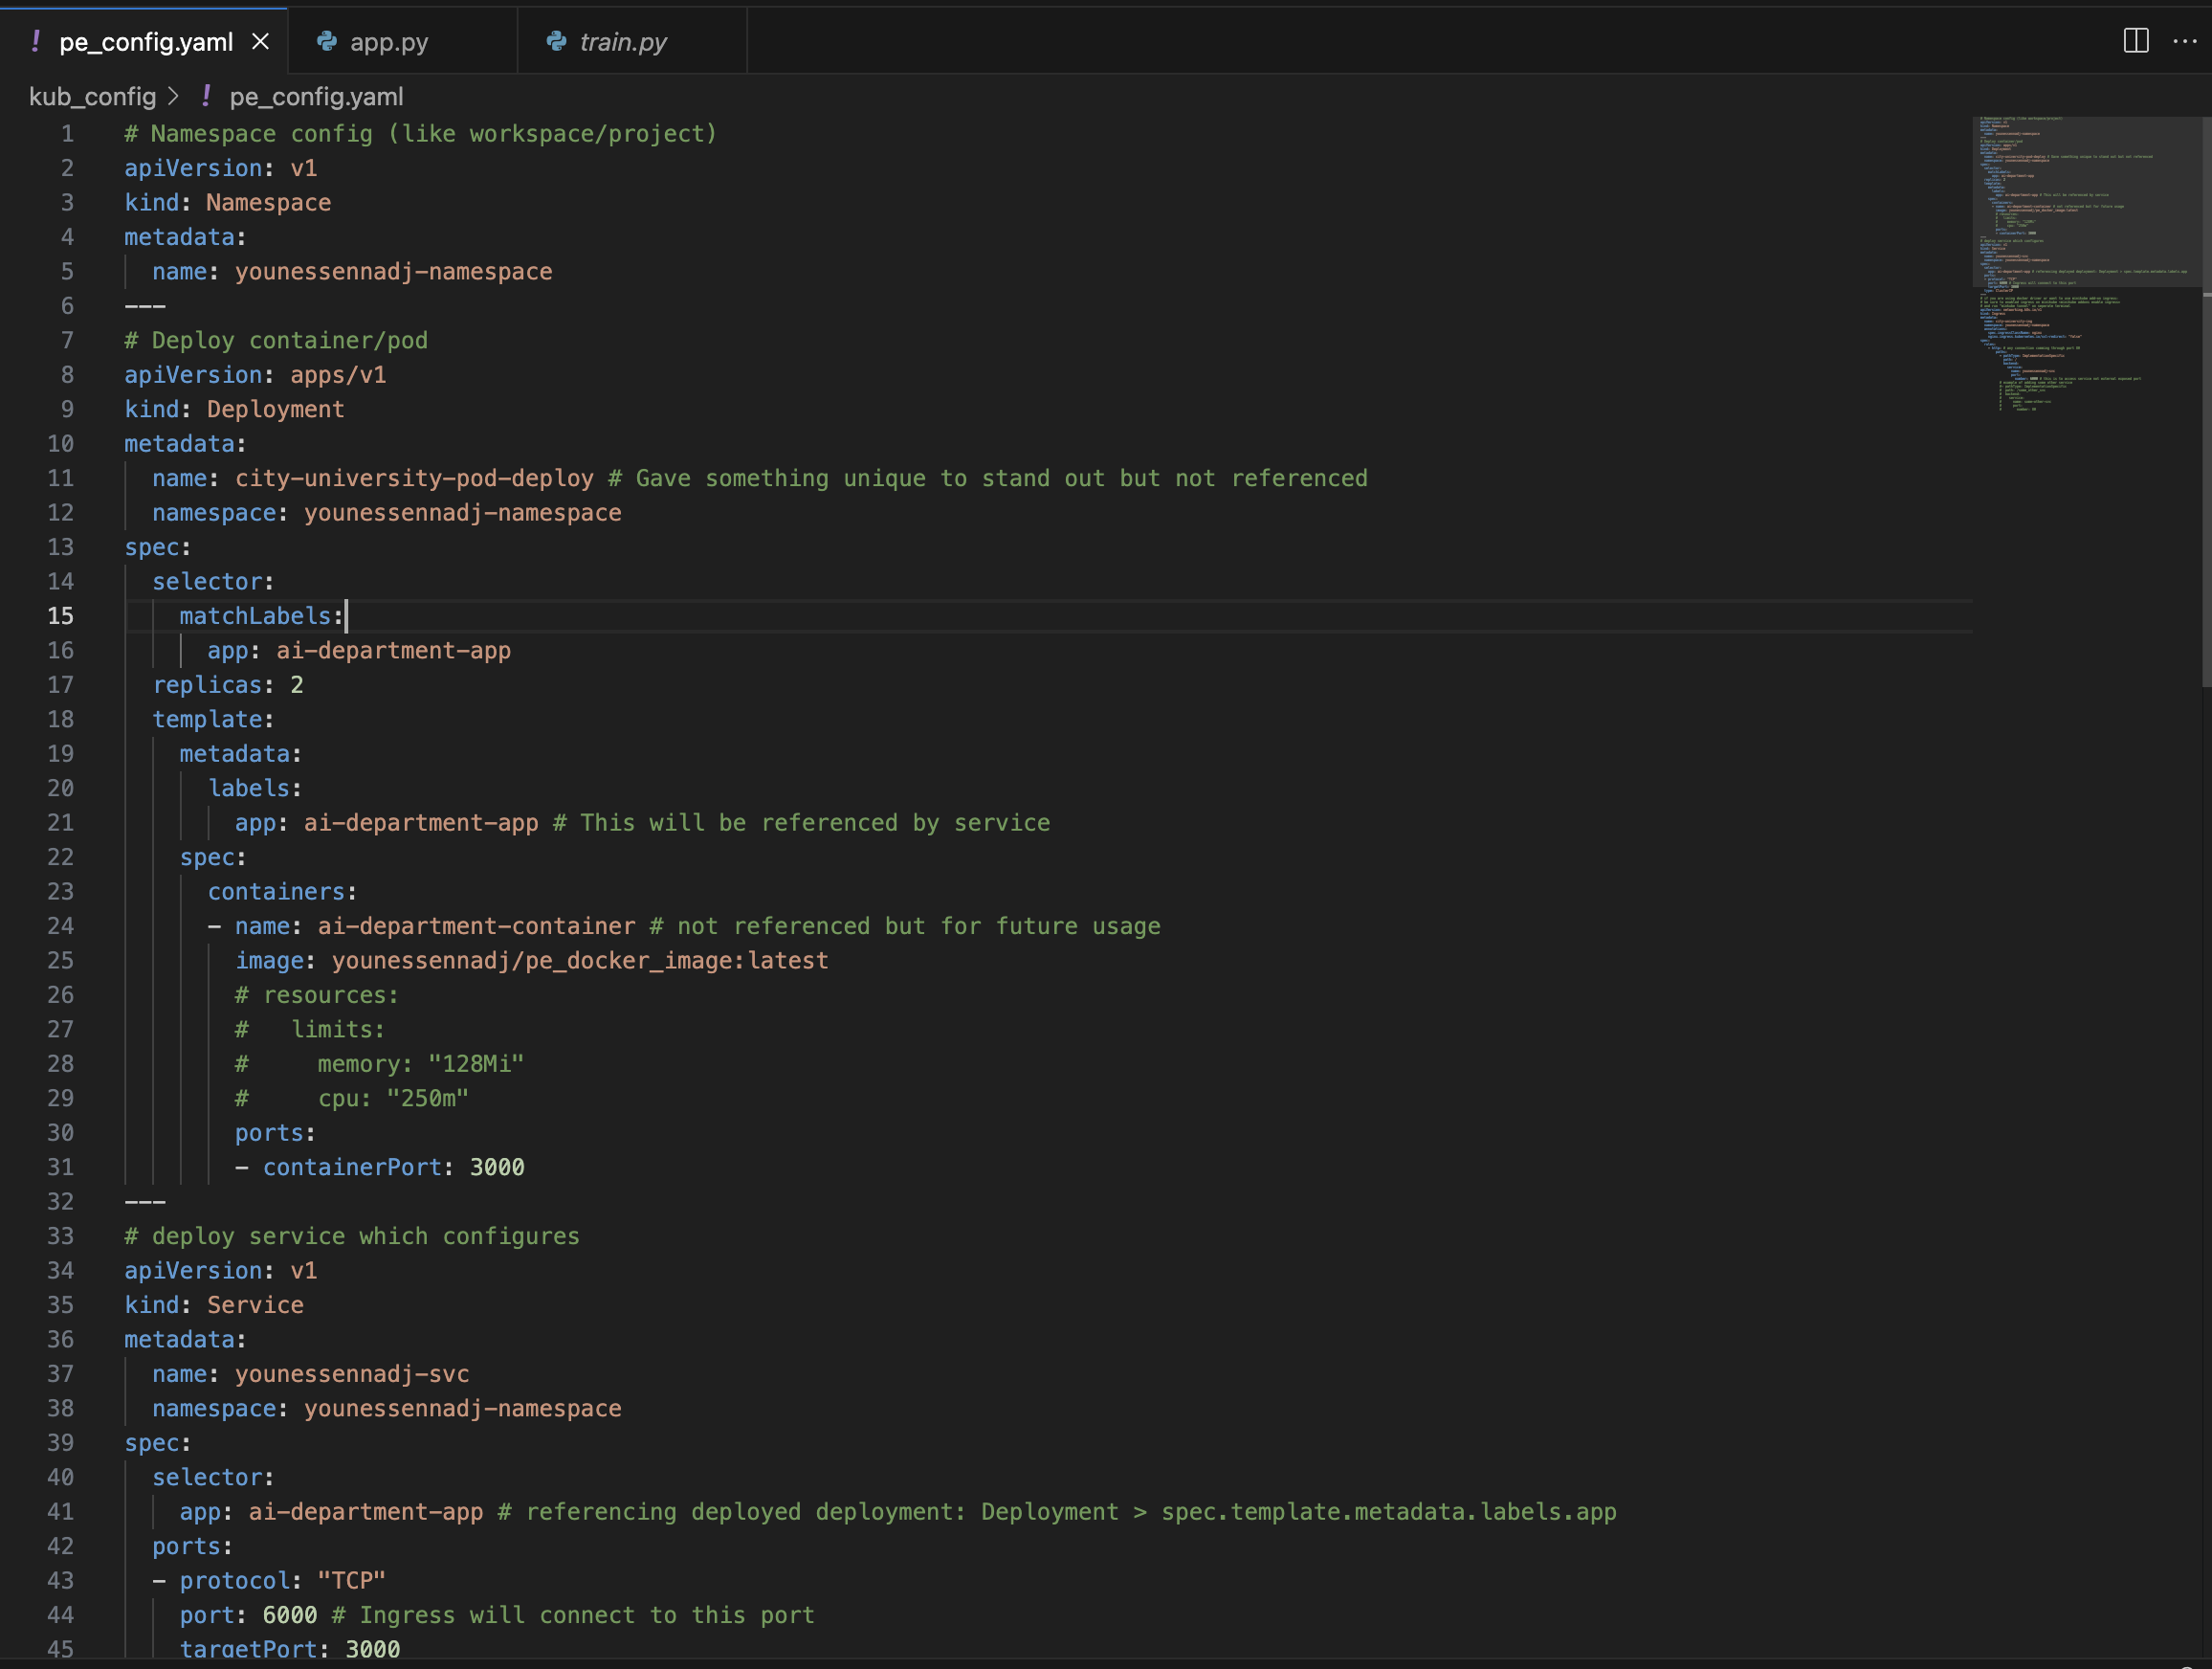 pe_config.yaml
app.py
train.py
kub_config > ! pe_config.yaml
1 # Namespace config (like workspace/project)
2 apiVersion: v1
3 kind: Namespace
4 metadata:
5   name: younessennadj-namespace
6 ---
7 # Deploy container/pod
8 apiVersion: apps/v1
9 kind: Deployment
10 metadata:
11   name: city-university-pod-deploy # Gave something unique to stand out but not referenced
12   namespace: younessennadj-namespace
13 spec:
14   selector:
15     matchLabels:
16       app: ai-department-app
17   replicas: 2
18   template:
19     metadata:
20       labels:
21         app: ai-department-app # This will be referenced by service
22     spec:
23       containers:
24       - name: ai-department-container # not referenced but for future usage
25         image: younessennadj/pe_docker_image:latest
26         # resources:
27         #   limits:
28         #     memory: "128Mi"
29         #     cpu: "250m"
30         ports:
31         - containerPort: 3000
32 ---
33 # deploy service which configures
34 apiVersion: v1
35 kind: Service
36 metadata:
37   name: younessennadj-svc
38   namespace: younessennadj-namespace
39 spec:
40   selector:
41     app: ai-department-app # referencing deployed deployment: Deployment > spec.template.metadata.labels.app
42   ports:
43   - protocol: "TCP"
44     port: 6000 # Ingress will connect to this port
45     targetPort: 3000